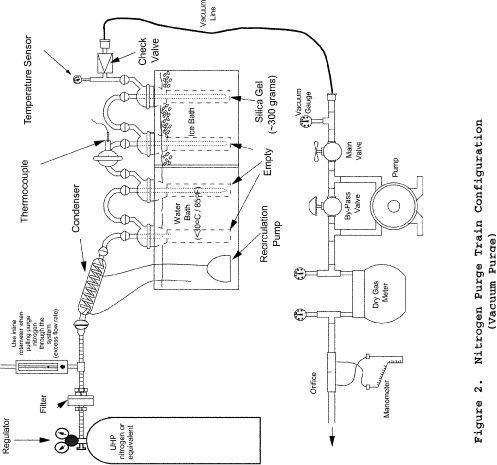 Regulator
Filter
UHP
nitrogen or
equivalent
Use inline
rotameter when
pulling purge
nitrogen
through the
system
(excess flow rate)
Condenser
Thermocouple
Temperature Sensor
Check
Valve
Vacuum
Line
Water
Bath
(<30ºC / 85ºF)
Ice Bath
Recirculation
Pump
Empty
Silica Gel
(~300 grams)
Vacuum
Gauge
Main
Valve
By-Pass
Valve
Pump
Dry Gas
Meter
Orifice
Manometer
Figure 2. Nitrogen Purge Train Configuration
(Vacuum Purge)